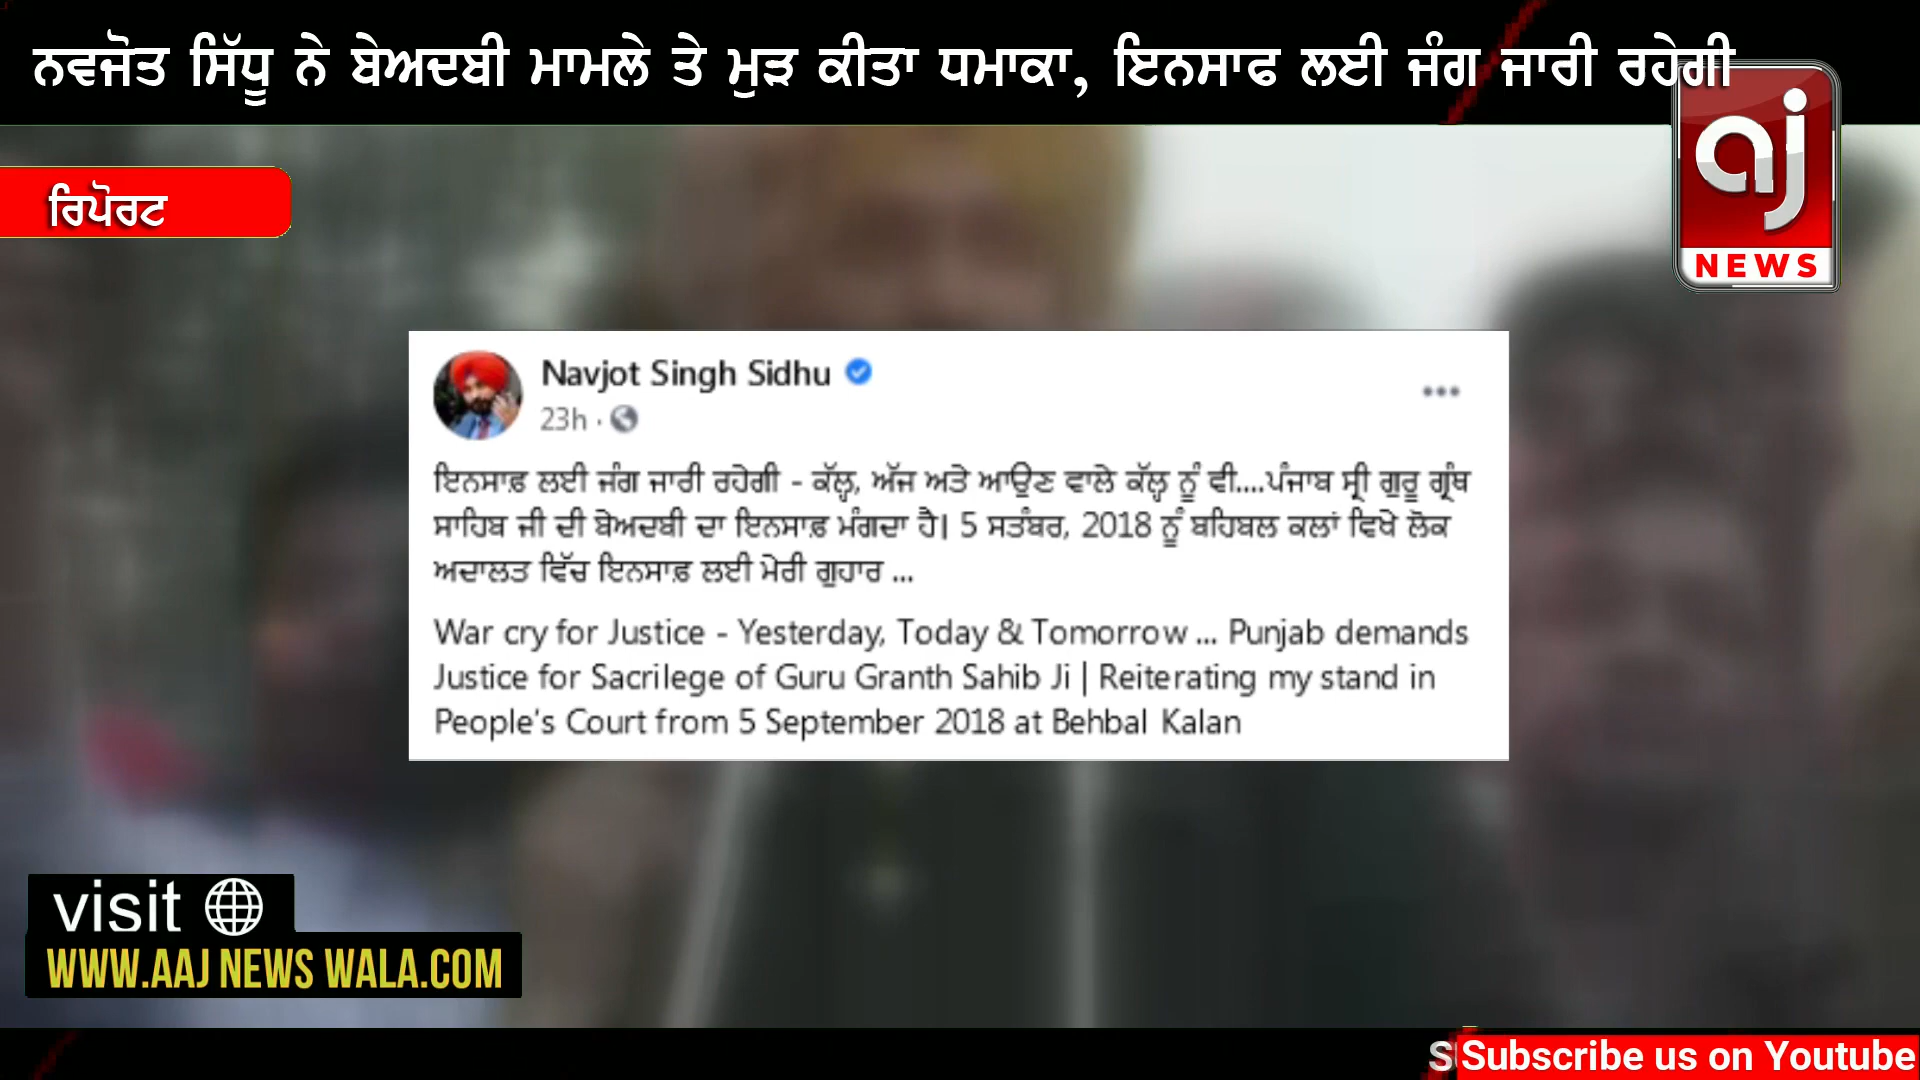 ਨਵਜੋਤ ਸਿੱਧੂ ਨੇ ਬੇਅਦਬੀ ਮਾਮਲੇ ਤੇ ਮੁੜ ਕੀਤਾ ਧਮਾਕਾ, ਇਨਸਾਫ ਲਈ ਜੰਗ ਜਾਰੀ ਰਹੇਗੀ
aj
NEWS
ਰਿਪੋਰਟ
Navjot Singh Sidhu
23h
ਇਨਸਾਫ਼ ਲਈ ਜੰਗ ਜਾਰੀ ਰਹੇਗੀ - ਕੱਲ੍ਹ, ਅੱਜ ਅਤੇ ਆਉਣ ਵਾਲੇ ਕੱਲ੍ਹ ਨੂੰ ਵੀ....ਪੰਜਾਬ ਸ੍ਰੀ ਗੁਰੂ ਗ੍ਰੰਥ
ਸਾਹਿਬ ਜੀ ਦੀ ਬੇਅਦਬੀ ਦਾ ਇਨਸਾਫ਼ ਮੰਗਦਾ ਹੈ| 5 ਸਤੰਬਰ, 2018 ਨੂੰ ਬਹਿਬਲ ਕਲਾਂ ਵਿਖੇ ਲੋਕ
ਅਦਾਲਤ ਵਿੱਚ ਇਨਸਾਫ਼ ਲਈ ਮੇਰੀ ਗੁਹਾਰ ...
War cry for Justice - Yesterday, Today & Tomorrow ... Punjab demands
Justice for Sacrilege of Guru Granth Sahib Ji | Reiterating my stand in
People's Court from 5 September 2018 at Behbal Kalan
visit
WWW.AAJ NEWS WALA.COM
Subscribe us on Youtube